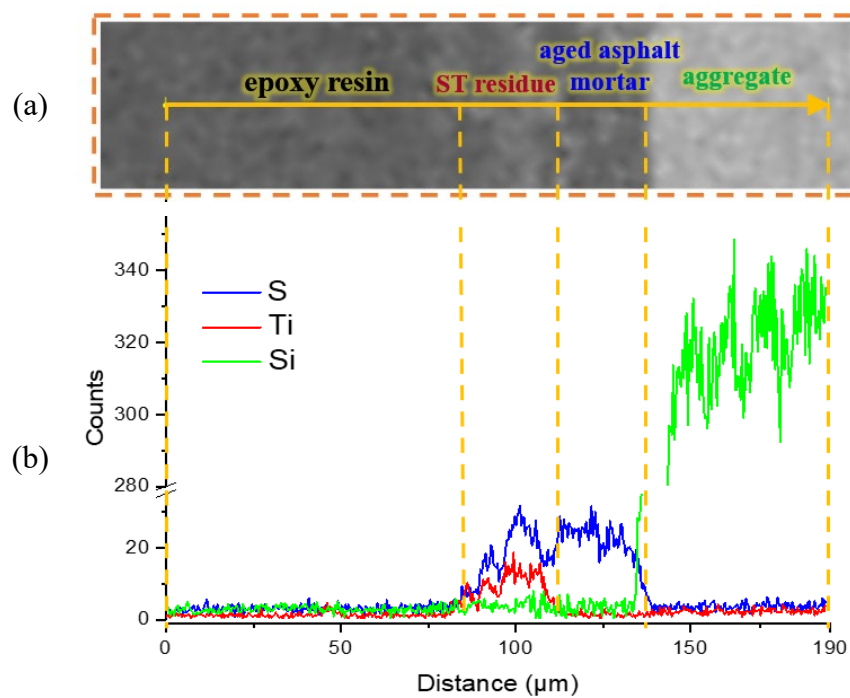 (a)
epoxy resin
ST residue
aged asphalt
mortar
aggregate
(b)
S
Ti
Si
Counts
340
320
300
280
20
0
0
50
100
150
190
Distance (µm)